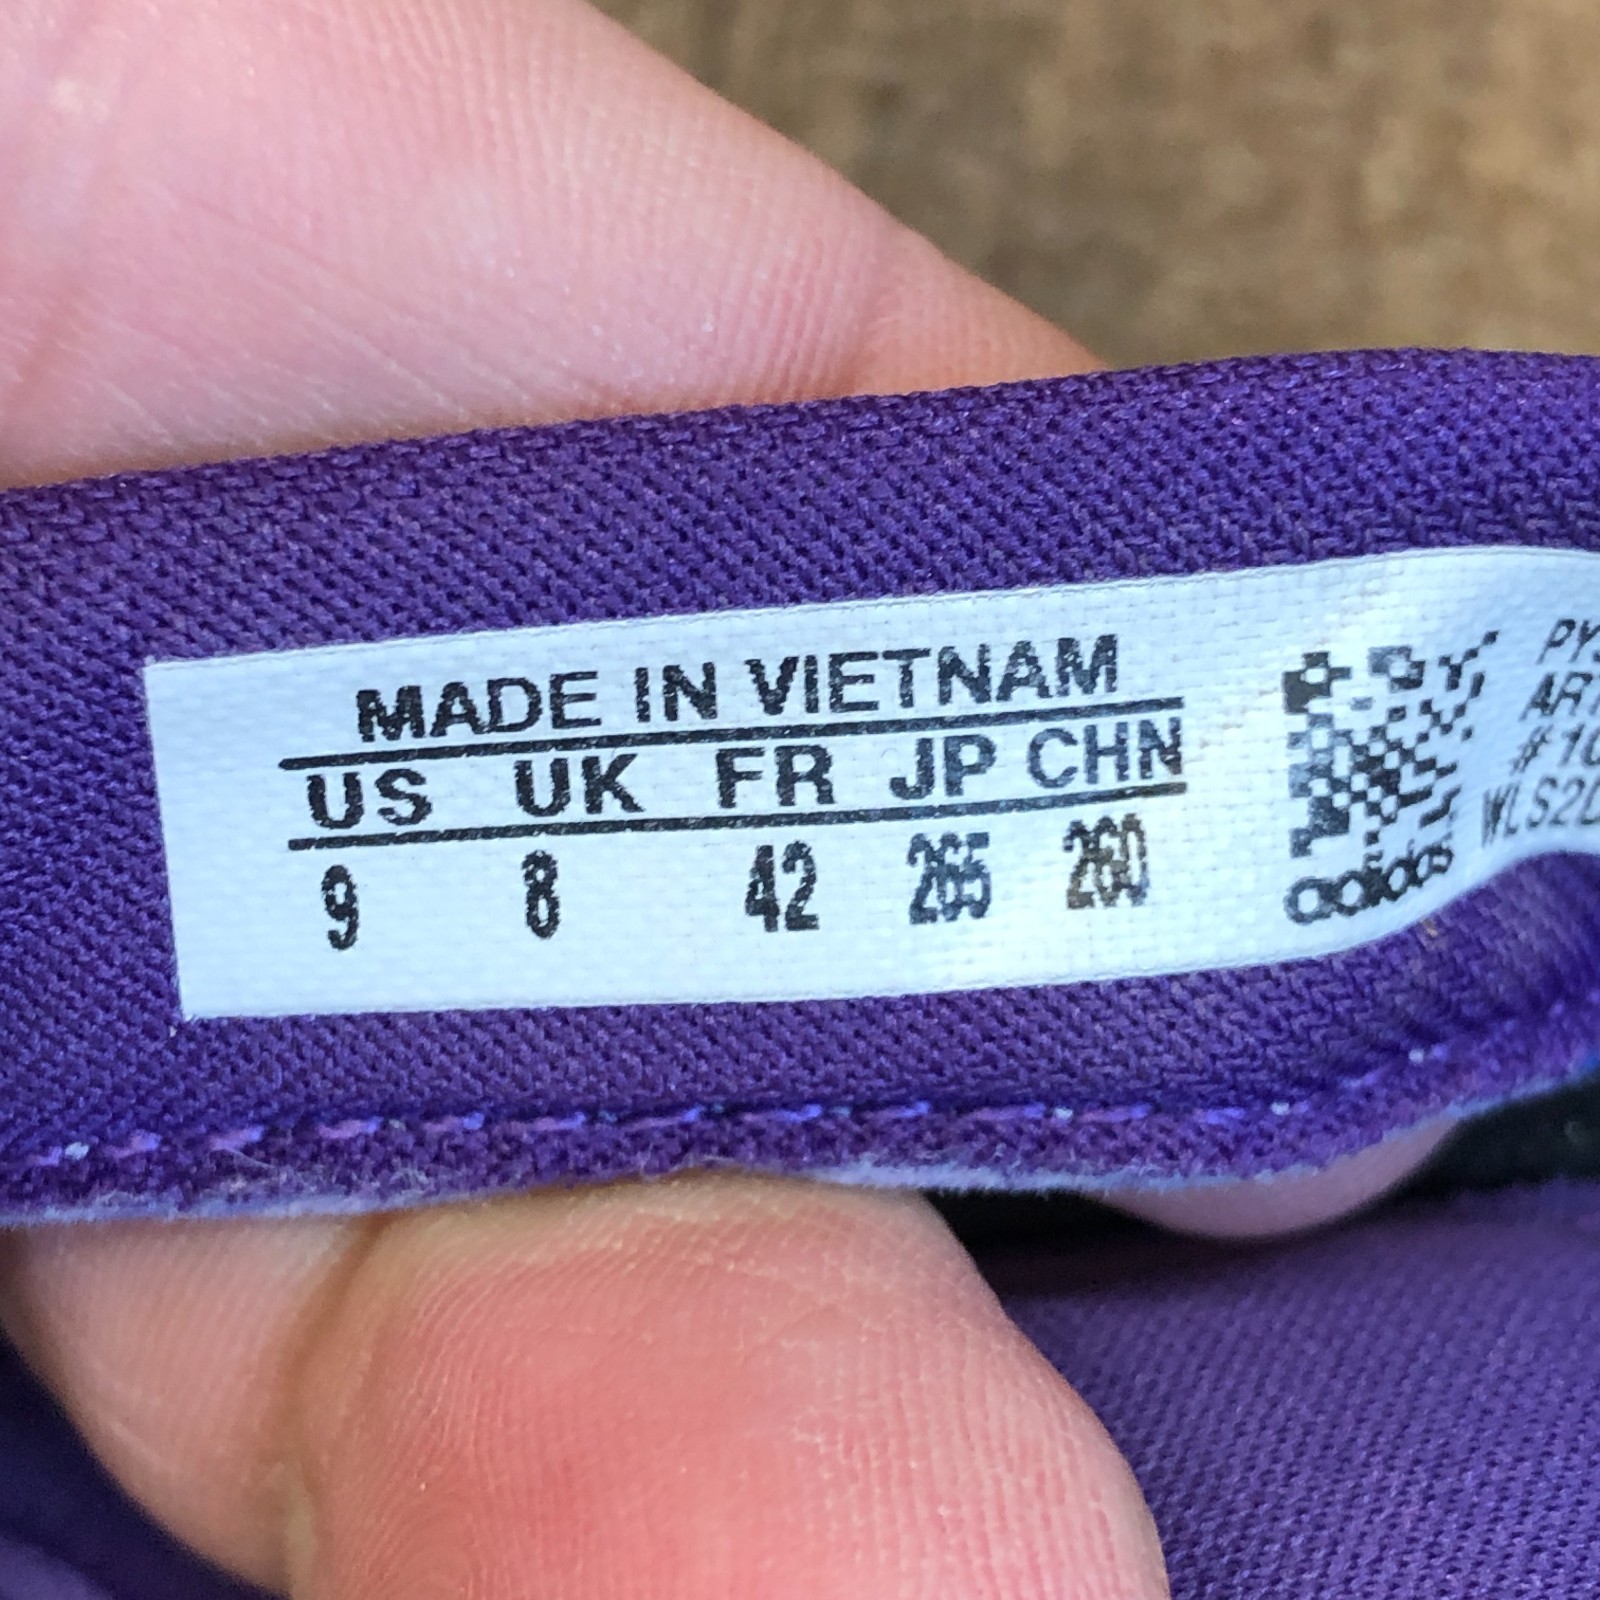 MADE IN VIETNAM
US UK FR JP CHN
9 8 42 265 260
adidas